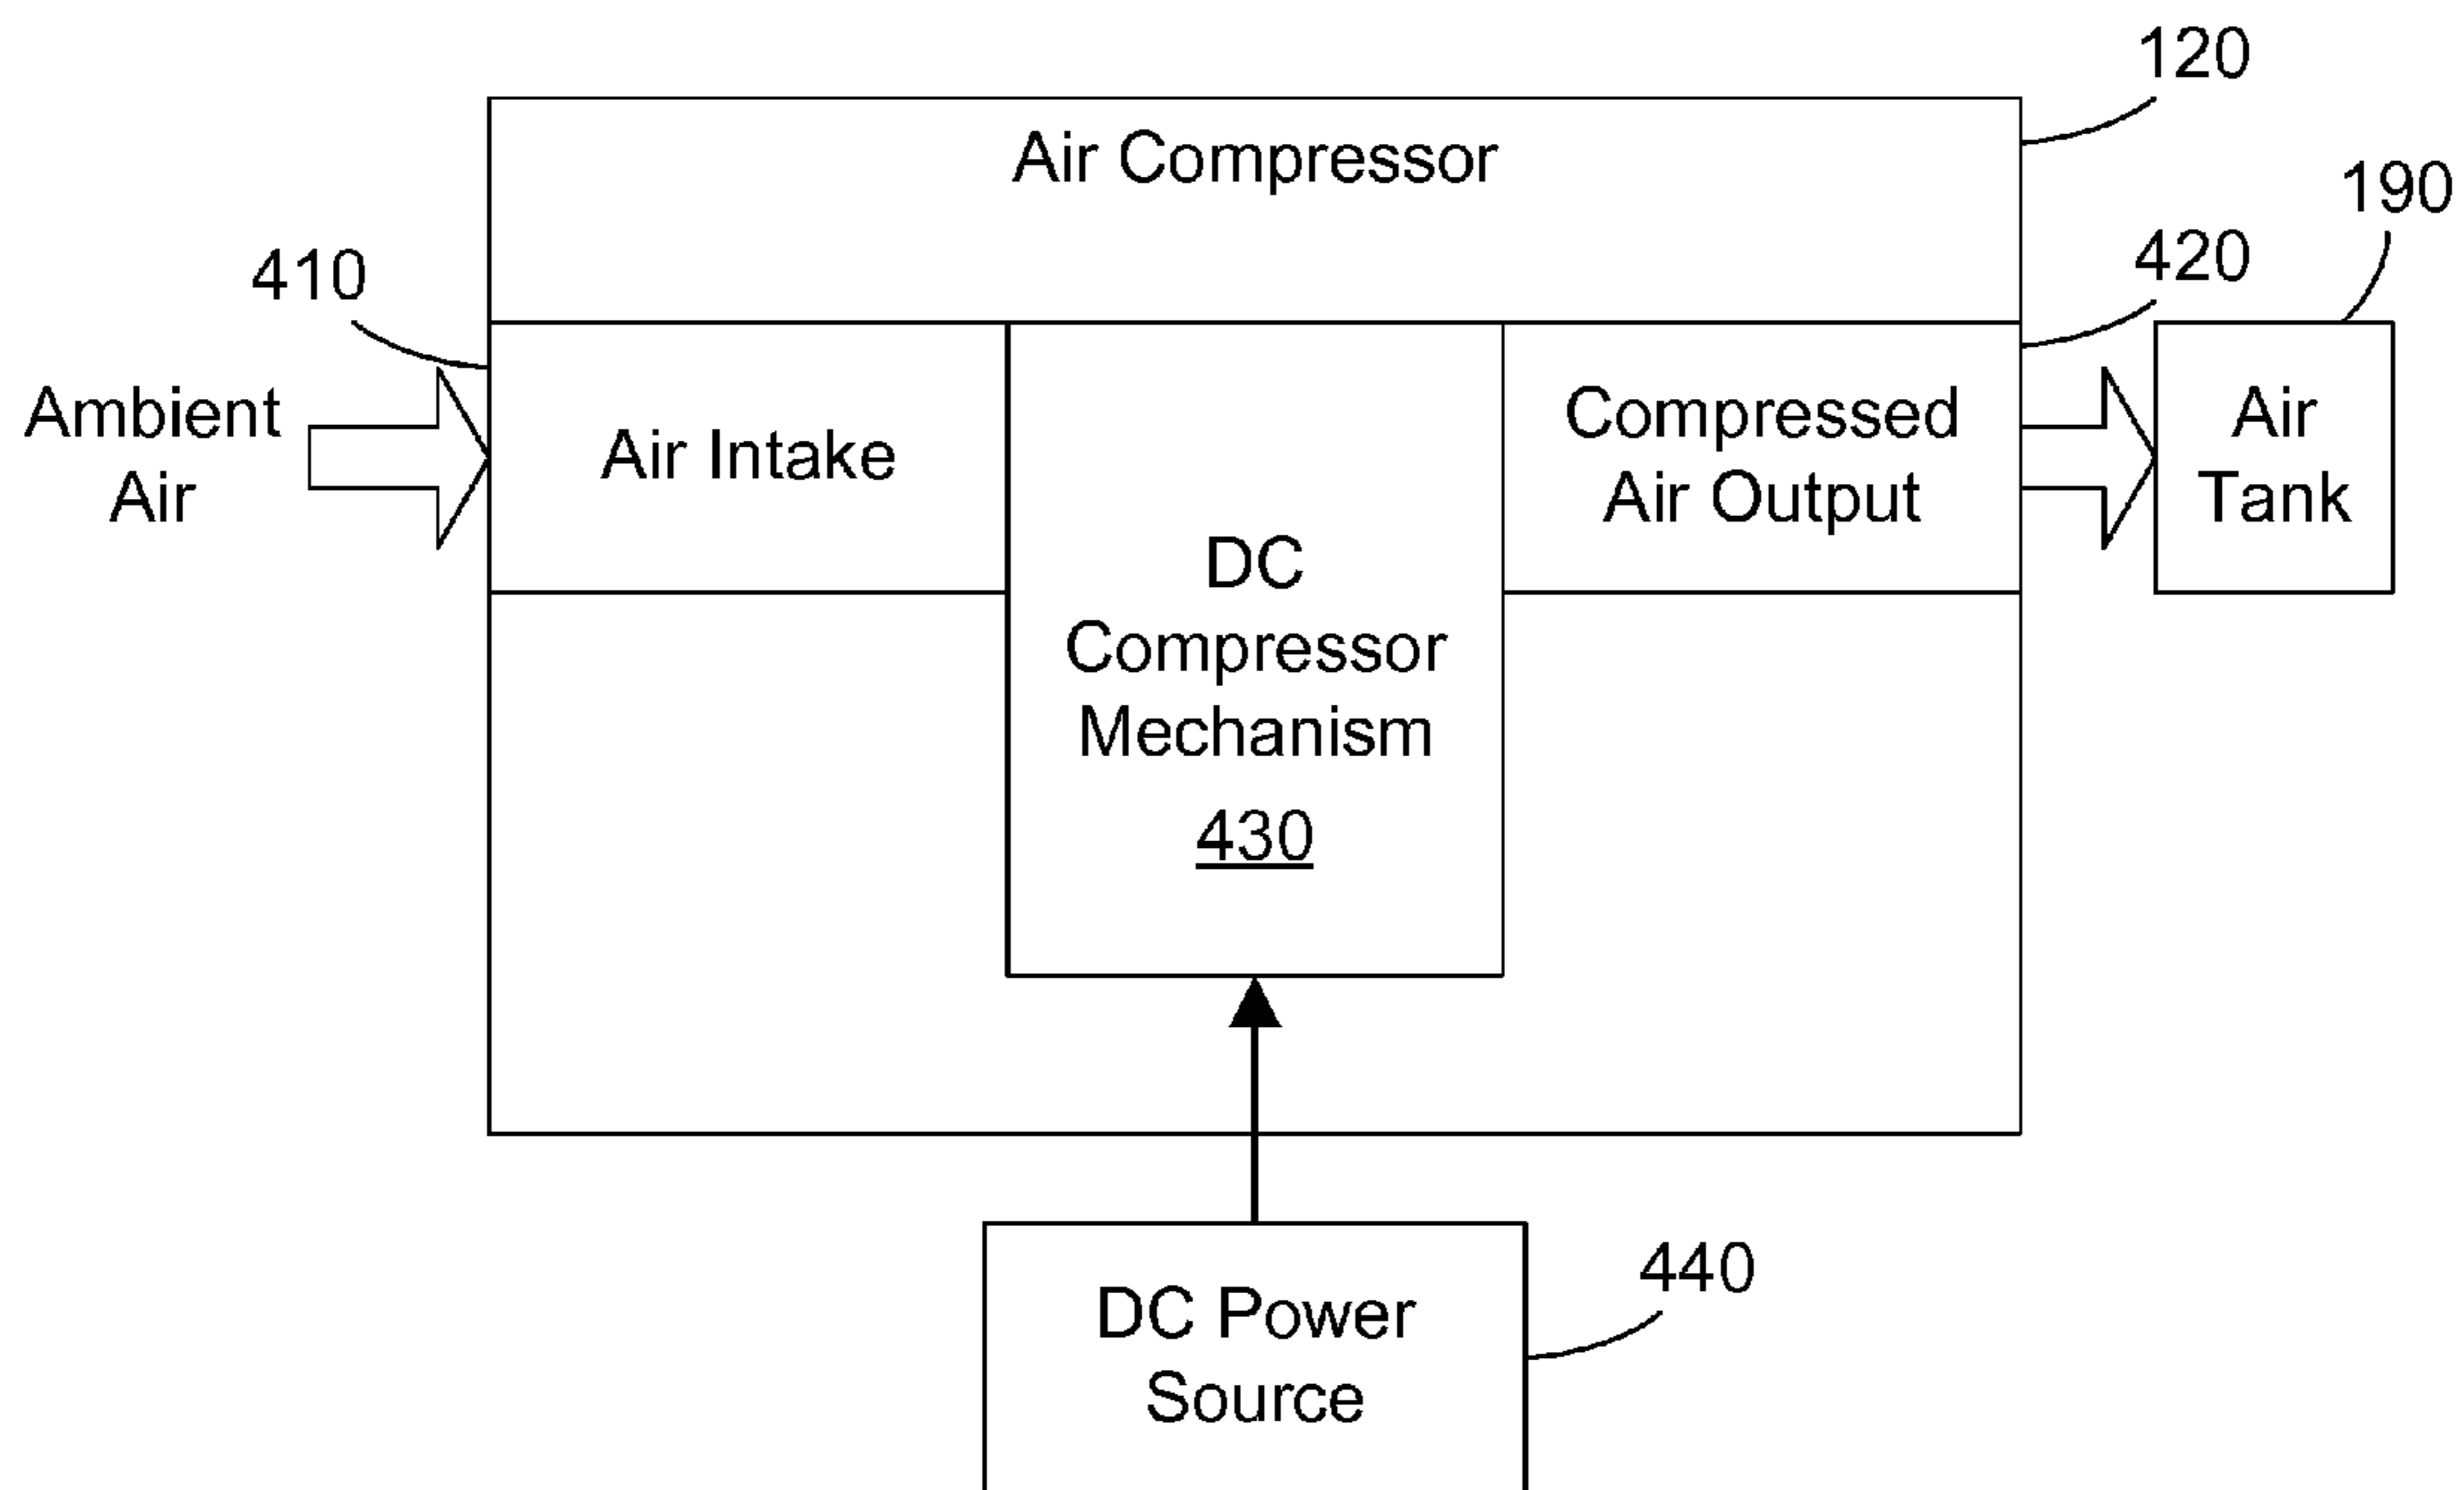 120
Air Compressor
190
410
420
Ambient
Air
Air Intake
Compressed
Air Output
Air
Tank
DC
Compressor
Mechanism
430
440
DC Power
Source